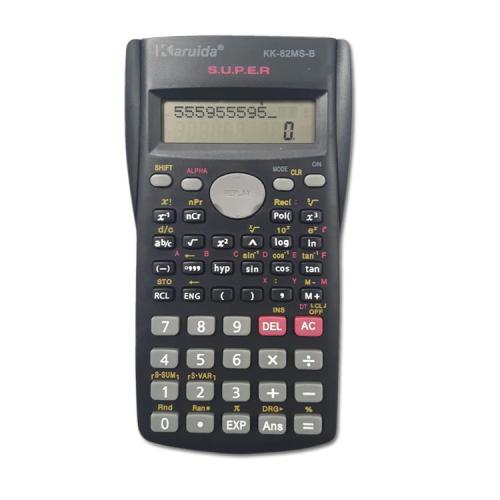 Karuida®
KK-82MS-B
S.U.P.E.R
555955595_
0.
SHIFT ALPHA MODE CLR ON
REPLAY
x! nPr Rec( : ³√
x⁻¹ nCr Pol( x³
d/c ˣ√ 10ˣ eˣ
ab/c √ x² ^ log ln
A ← B C sin⁻¹ D cos⁻¹ E tan⁻¹ F
(−) o,,, hyp sin cos tan
STO ← X ; Y M− M
RCL ENG ( ) , M+
INS OFF
7 8 9 DEL AC
4 5 6 × ÷
S-SUM S-VAR
1 2 3 + −
Rnd Ran# π DRG▸ %
0 • EXP Ans =